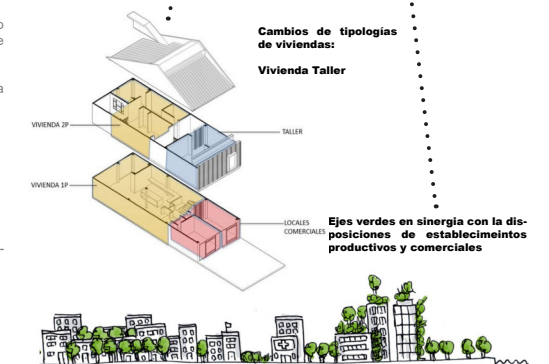 o
e
a
Cambios de tipologías
de viviendas:
Vivienda Taller
VIVIENDA 2P
TALLER
VIVIENDA 1P
LOCALES
COMERCIALES
Ejes verdes en sinergia con la dis-
posiciones de establecimeintos
productivos y comerciales